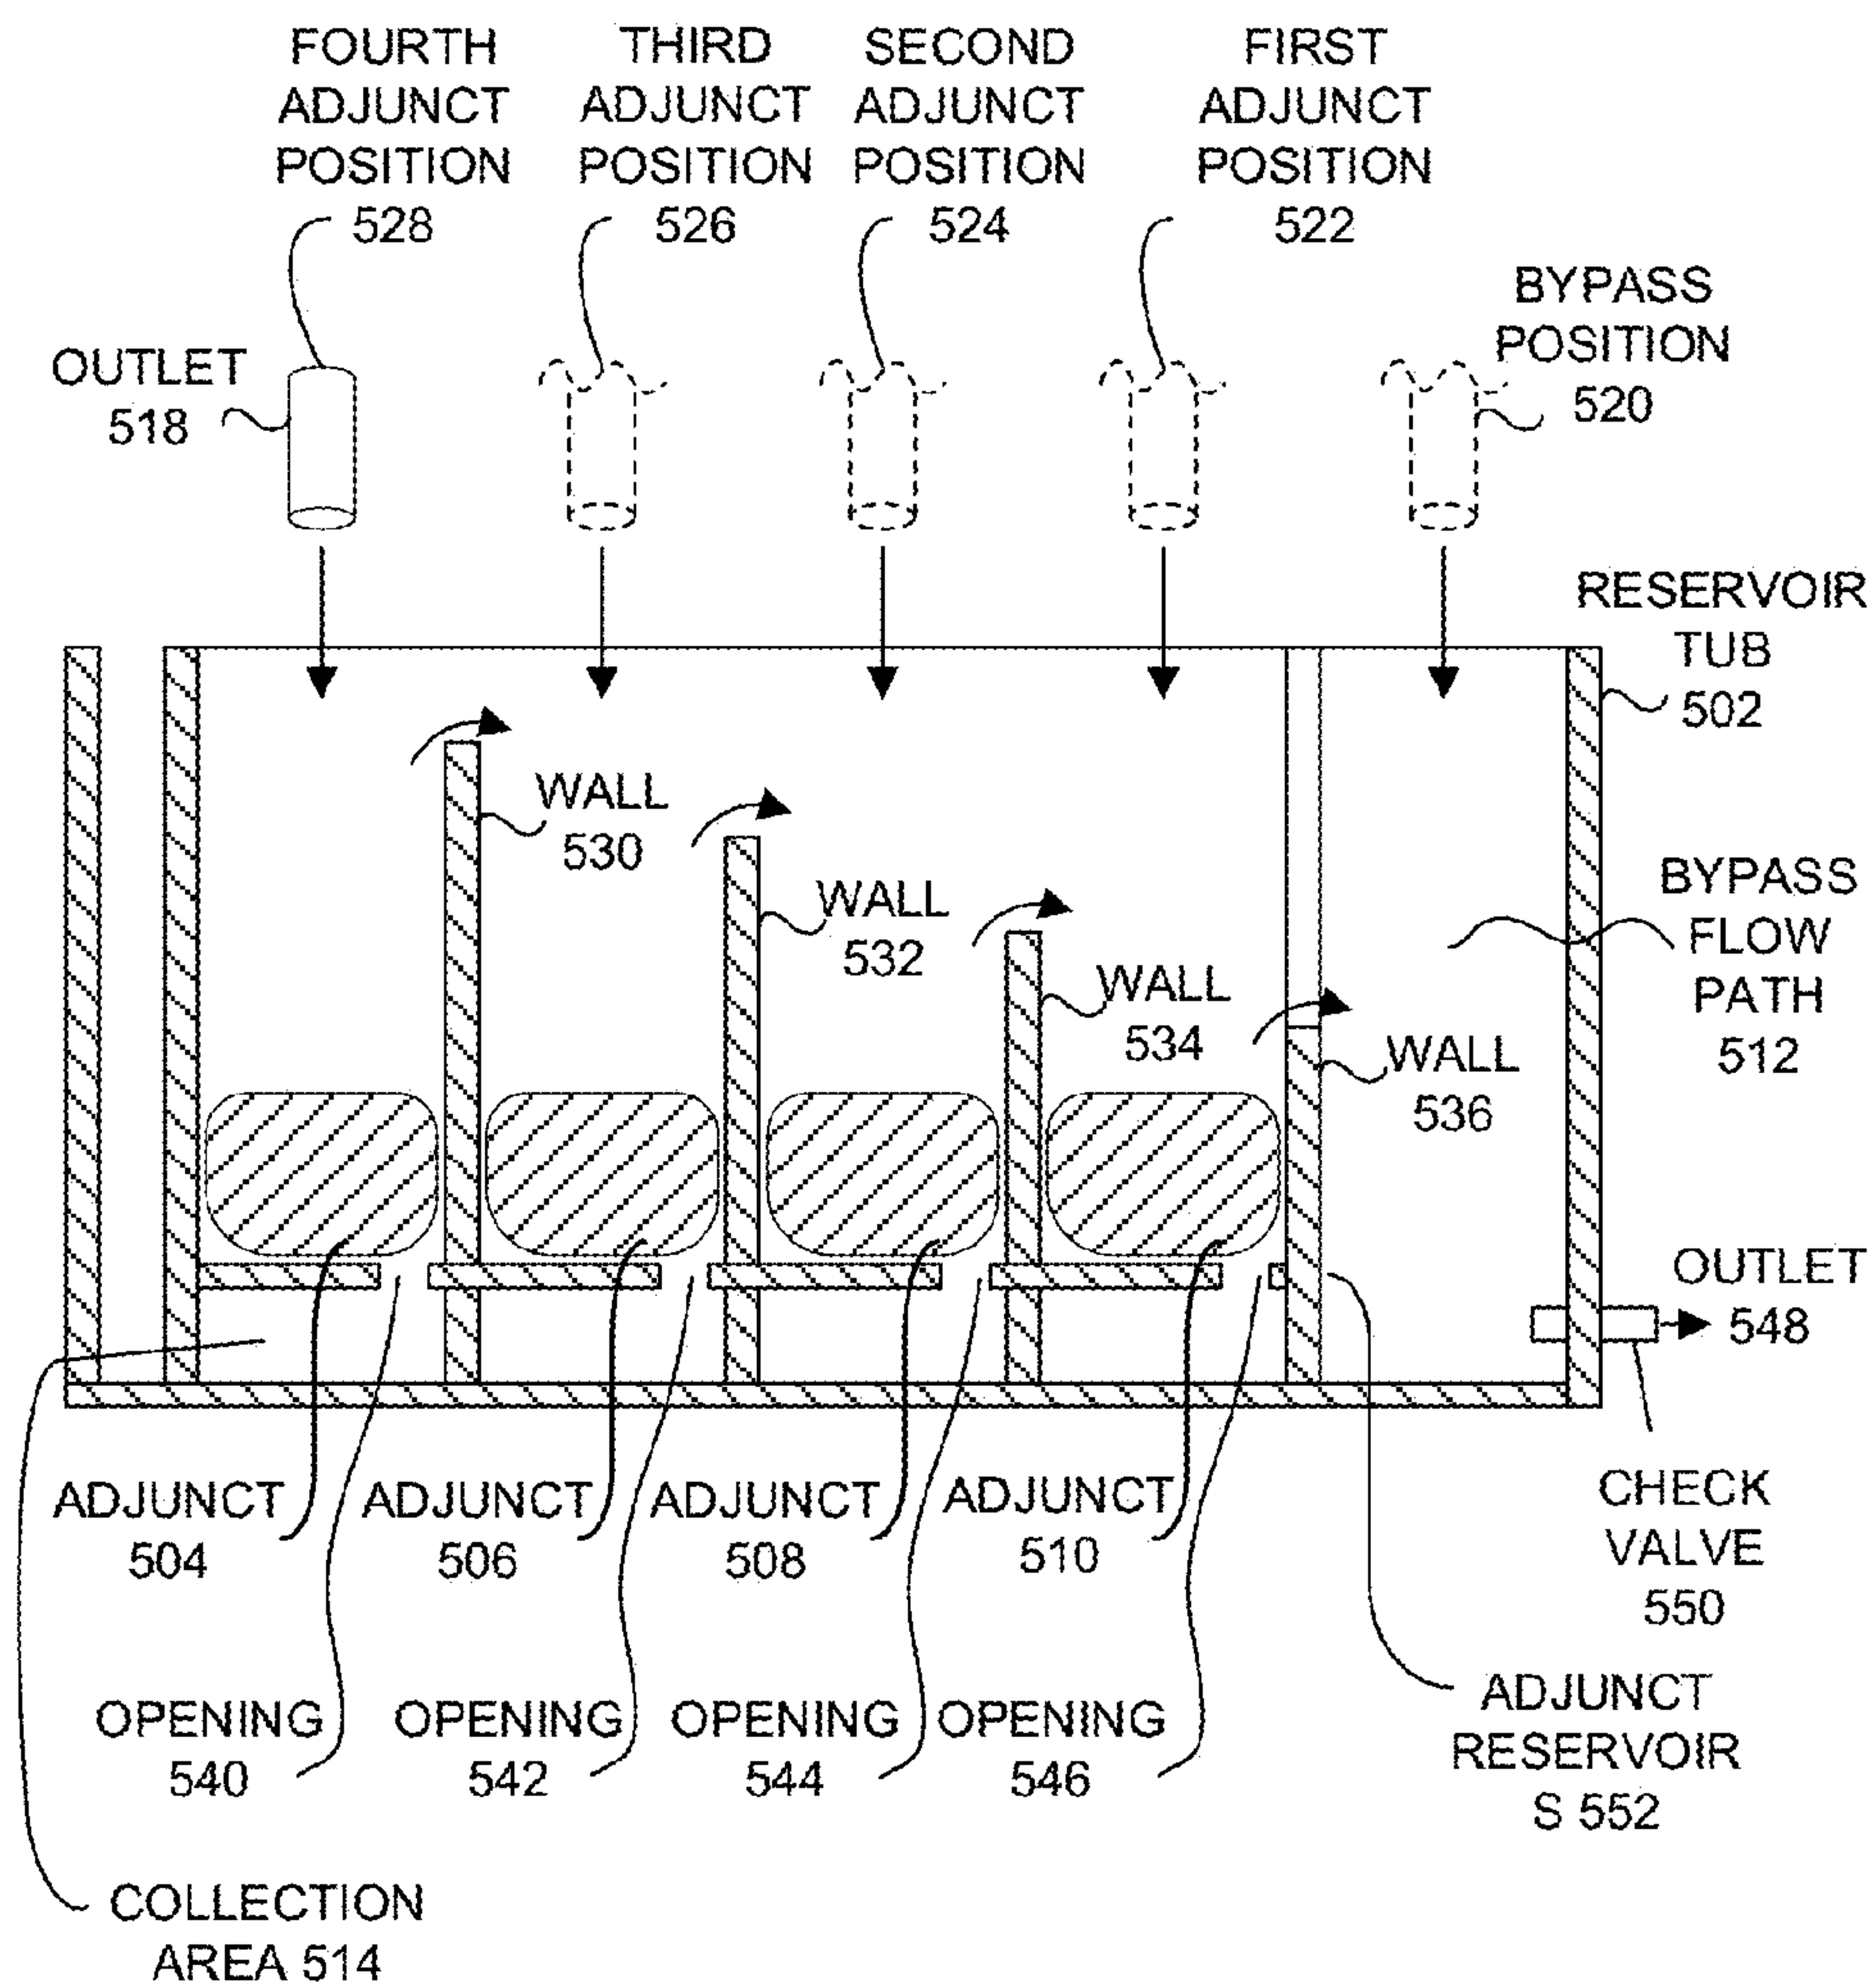 FOURTH
ADJUNCT
POSITION
528
THIRD
ADJUNCT
POSITION
526
SECOND
ADJUNCT
POSITION
524
FIRST
ADJUNCT
POSITION
522
BYPASS
POSITION
520
OUTLET
518
RESERVOIR
TUB
502
WALL
530
WALL
532
WALL
534
WALL
536
BYPASS
FLOW
PATH
512
OUTLET
548
ADJUNCT
504
ADJUNCT
506
ADJUNCT
508
ADJUNCT
510
CHECK
VALVE
550
OPENING
540
OPENING
542
OPENING
544
OPENING
546
ADJUNCT
RESERVOIR
S 552
COLLECTION
AREA 514